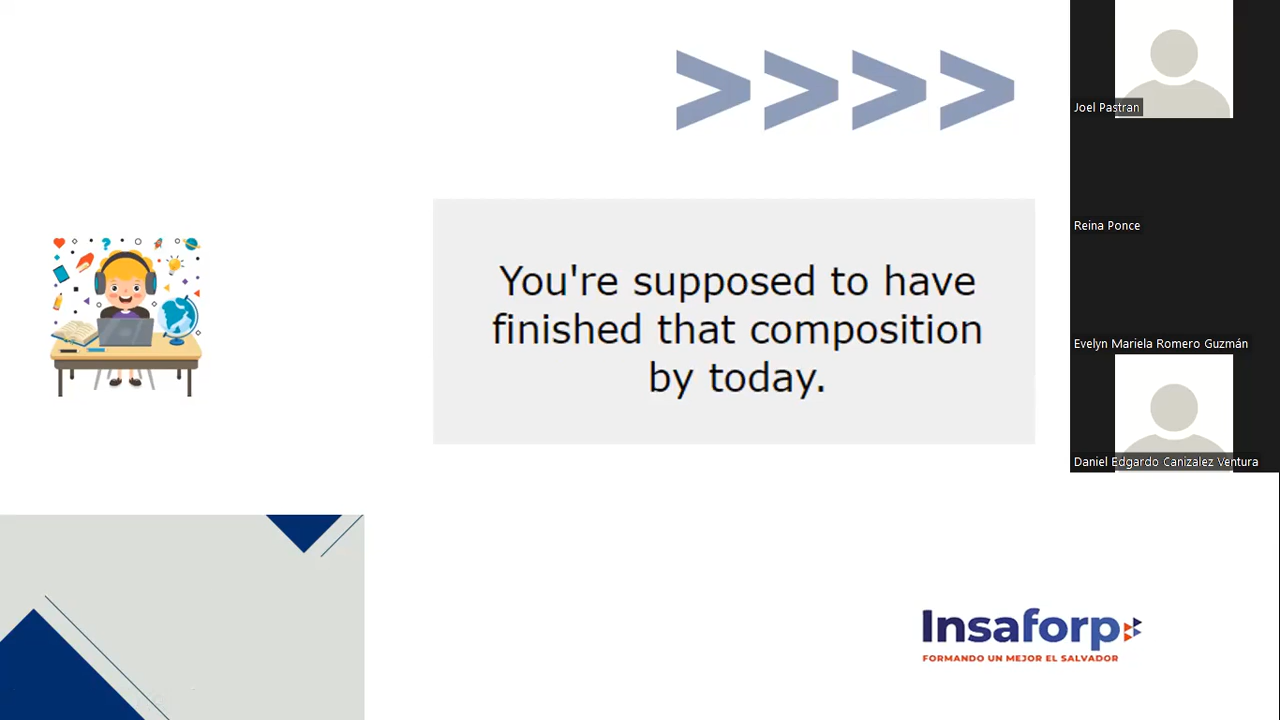 >>>>
You're supposed to have
finished that composition
by today.
Joel Pastran
Reina Ponce
Evelyn Mariela Romero Guzmán
Daniel Edgardo Canizalez Ventura
Insaforp
FORMANDO UN MEJOR EL SALVADOR